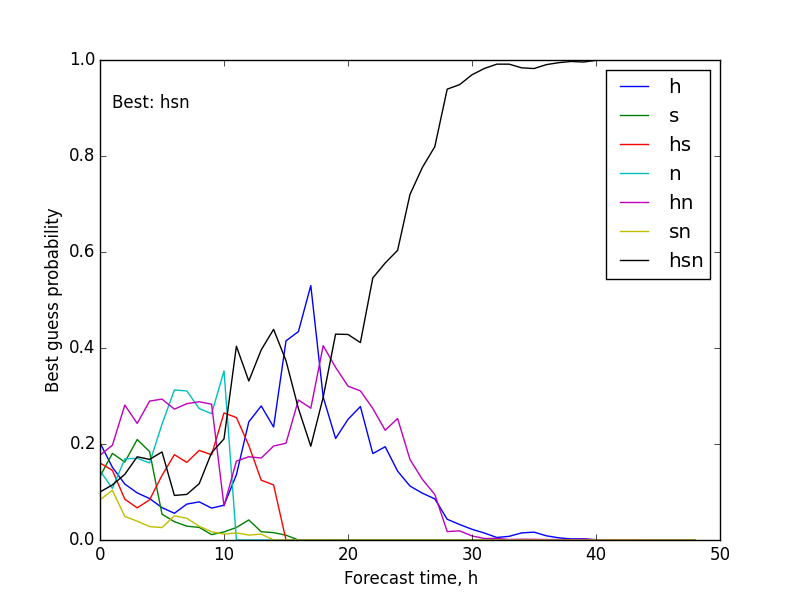 1.0
Best: hsn
0.8
0.6
0.4
0.2
0.0
Best guess probability
0 10 20 30 40 50
Forecast time, h
h
s
hs
n
hn
sn
hsn